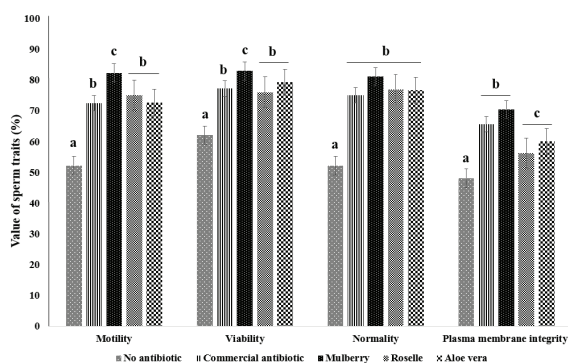 100
90
80
70
60
50
40
30
20
10
0
Value of sperm traits (%)
a b c b
a b c b
a b
a b c
Motility Viability Normality Plasma membrane integrity
No antibiotic Commercial antibiotic Mulberry Roselle Aloe vera